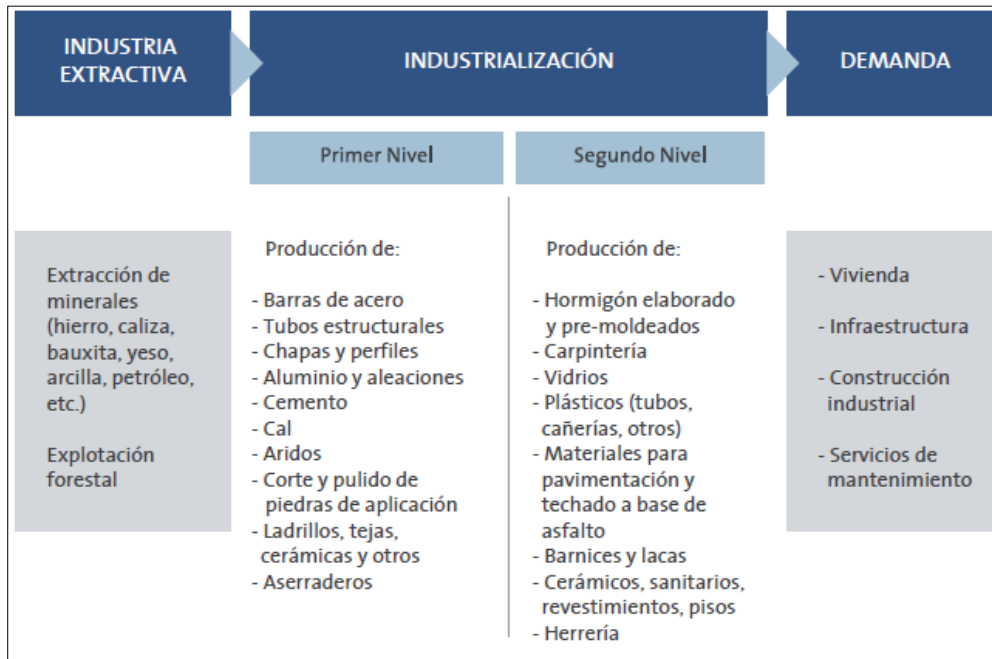 INDUSTRIA
EXTRACTIVA
INDUSTRIALIZACIÓN
DEMANDA
Primer Nivel
Segundo Nivel
Extracción de
minerales
(hierro, caliza,
bauxita, yeso,
arcilla, petróleo,
etc.)
Explotación
forestal
Producción de:
- Barras de acero
- Tubos estructurales
- Chapas y perfiles
- Aluminio y aleaciones
- Cemento
- Cal
- Aridos
- Corte y pulido de
piedras de aplicación
- Ladrillos, tejas,
cerámicas y otros
- Aserraderos
Producción de:
- Hormigón elaborado
y pre-moldeados
- Carpintería
- Vidrios
- Plásticos (tubos,
cañerías, otros)
- Materiales para
pavimentación y
techado a base de
asfalto
- Barnices y lacas
- Cerámicos, sanitarios,
revestimientos, pisos
- Herrería
- Vivienda
- Infraestructura
- Construcción
industrial
- Servicios de
mantenimiento